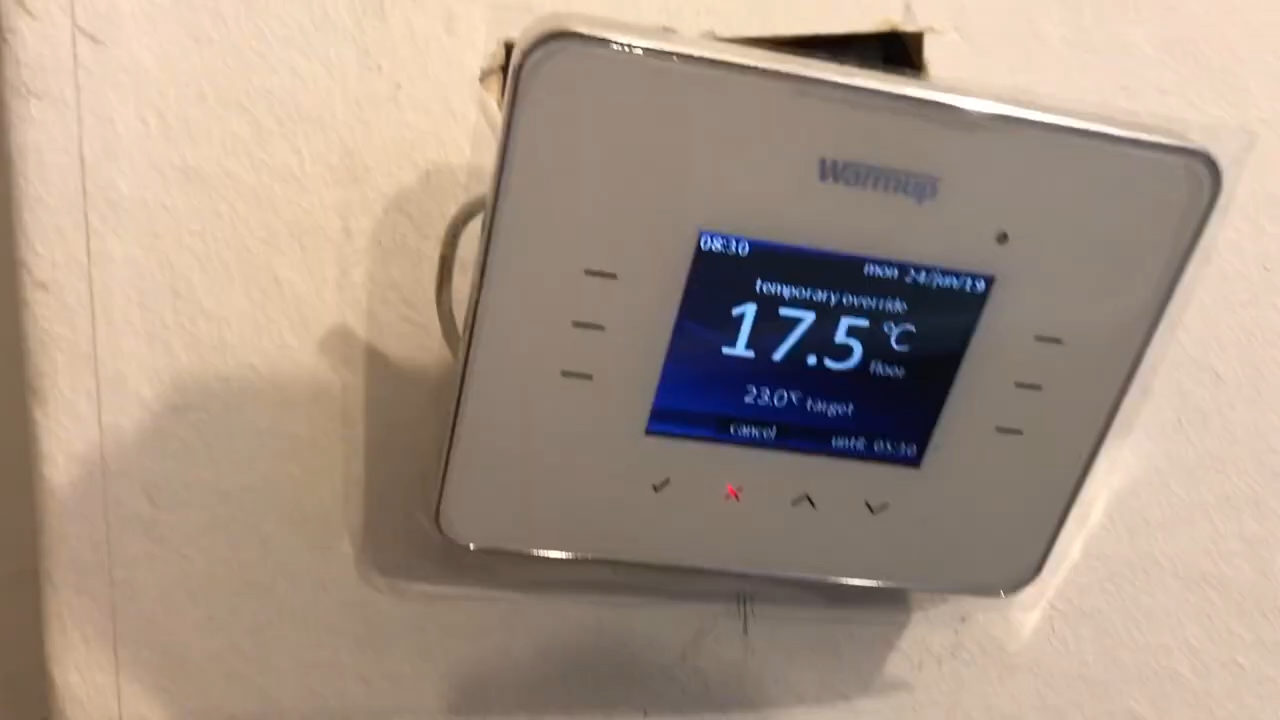 Warmup
08:30
mon 24/jun/19
temporary override
17.5 °C
floor
23.0°C target
cancel
until: 05:30